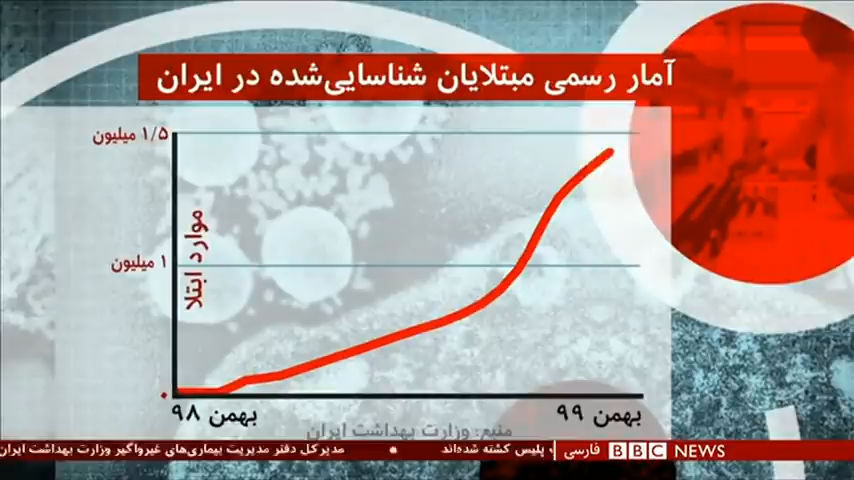 آمار رسمی مبتلایان شناسایی‌شده در ایران
۱/۵ میلیون
موارد ابتلا
۱ میلیون
۰
بهمن ۹۸
بهمن ۹۹
منبع: وزارت بهداشت ایران
BBC NEWS فارسی
پلیس کشته شده‌اند • مدیرکل دفتر مدیریت بیماری‌های غیرواگیر وزارت بهداشت ایران